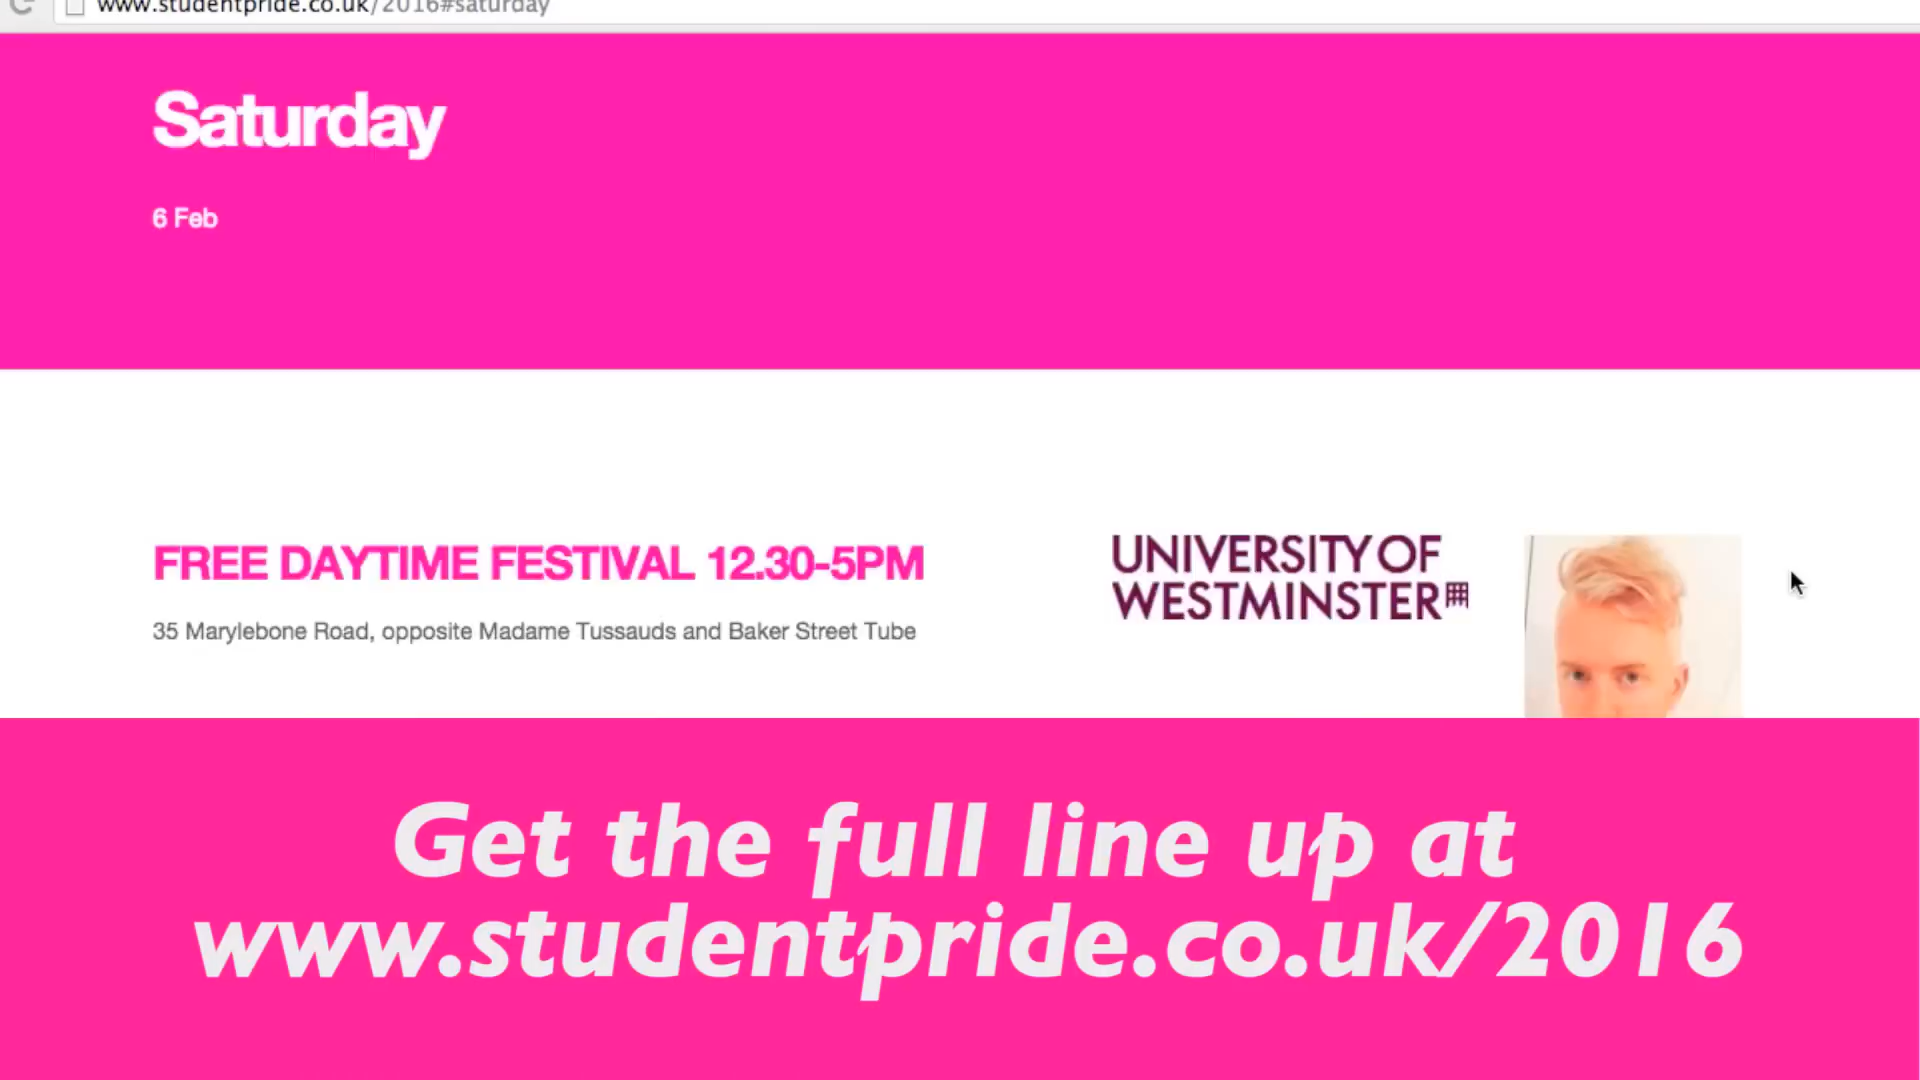 www.studentpride.co.uk/2016#saturday
Saturday
6 Feb
FREE DAYTIME FESTIVAL 12.30-5PM
35 Marylebone Road, opposite Madame Tussauds and Baker Street Tube
UNIVERSITY OF
WESTMINSTER
Get the full line up at
www.studentpride.co.uk/2016